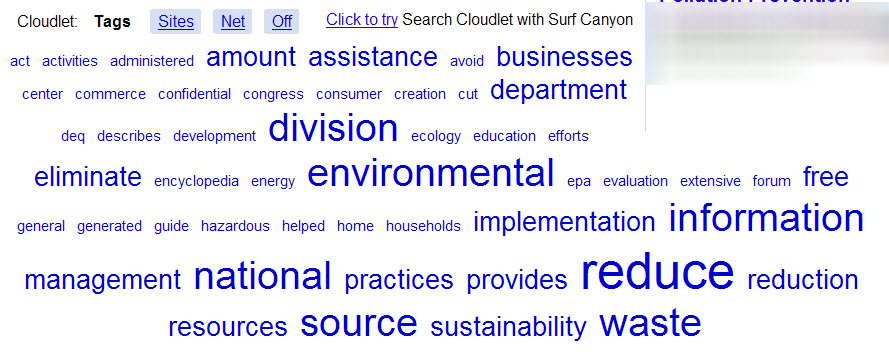 Pollution Prevention
Cloudlet: Tags Sites Net Off Click to try Search Cloudlet with Surf Canyon
act activities administered amount assistance avoid businesses
center commerce confidential congress consumer creation cut department
deq describes development division ecology education efforts
eliminate encyclopedia energy environmental epa evaluation extensive forum free
general generated guide hazardous helped home households implementation information
management national practices provides reduce reduction
resources source sustainability waste